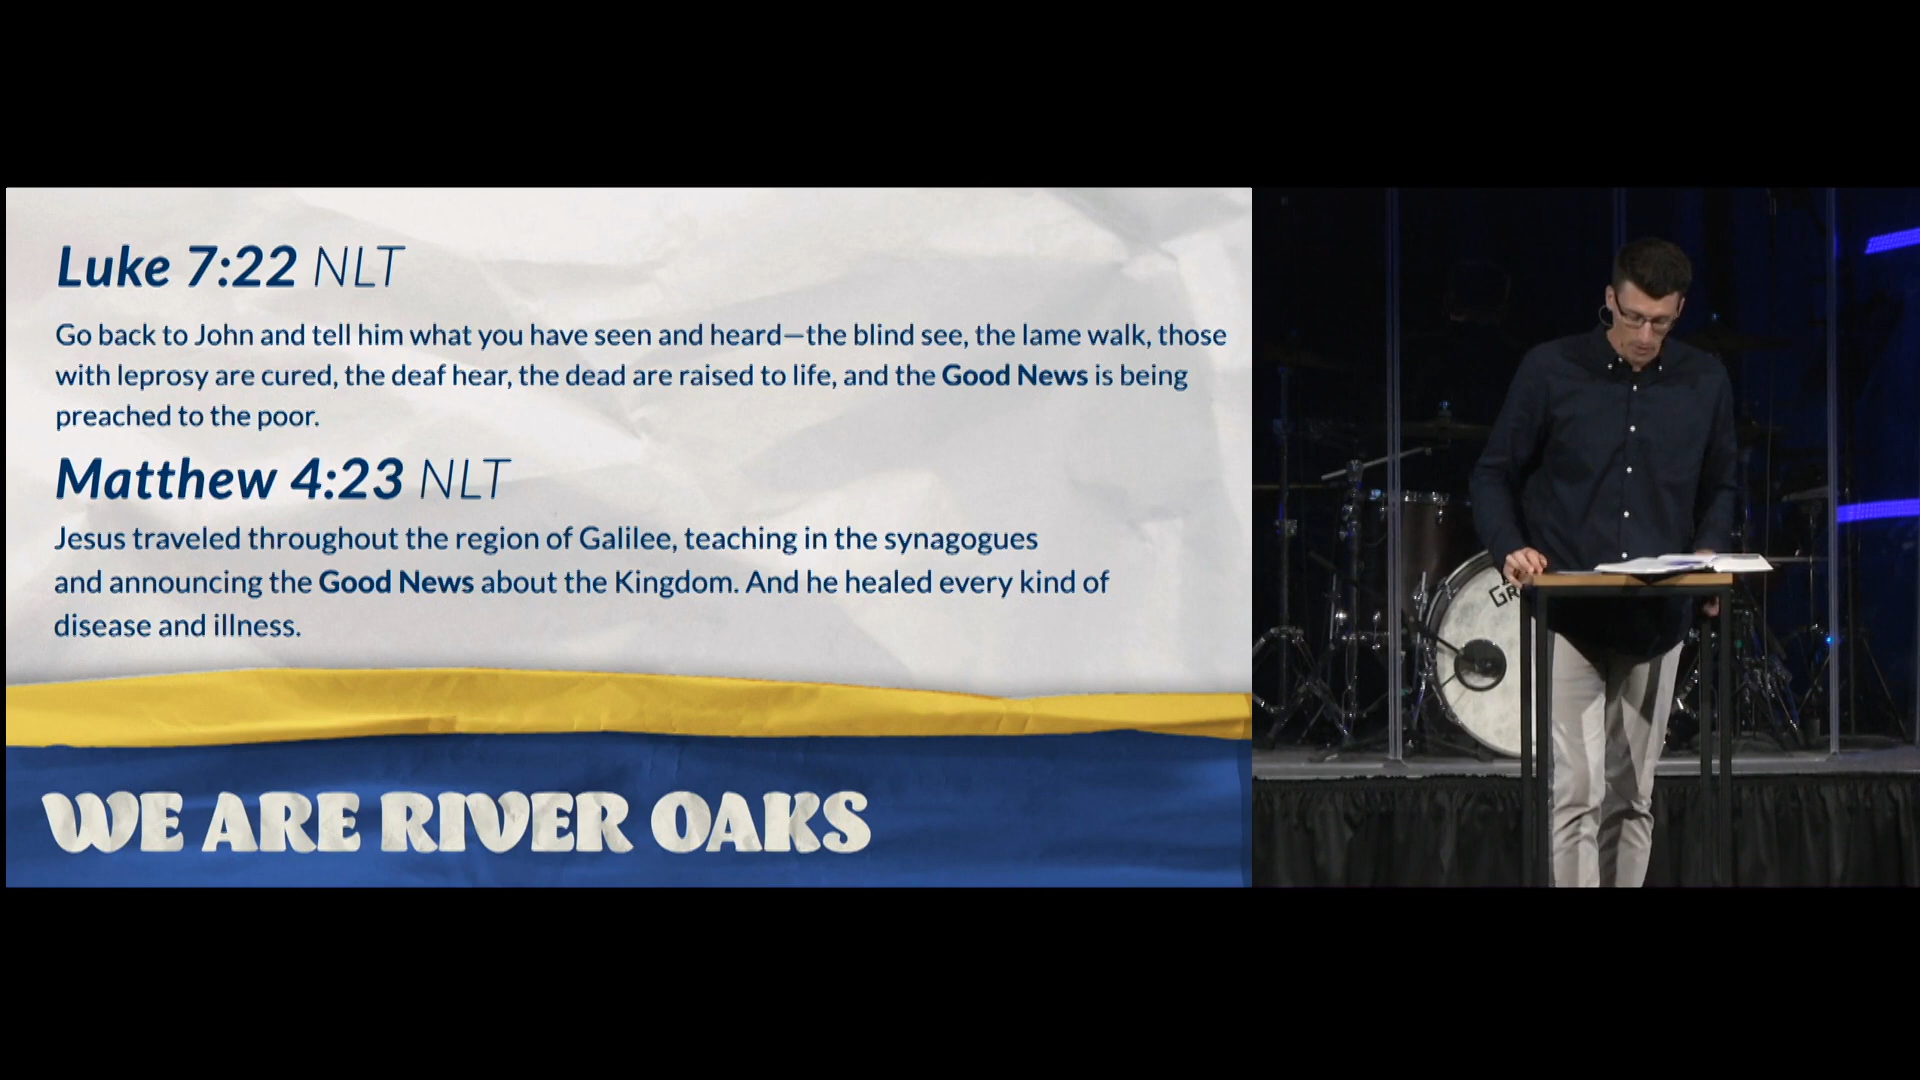 Luke 7:22 NLT
Go back to John and tell him what you have seen and heard—the blind see, the lame walk, those
with leprosy are cured, the deaf hear, the dead are raised to life, and the Good News is being
preached to the poor.
Matthew 4:23 NLT
Jesus traveled throughout the region of Galilee, teaching in the synagogues
and announcing the Good News about the Kingdom. And he healed every kind of
disease and illness.
WE ARE RIVER OAKS